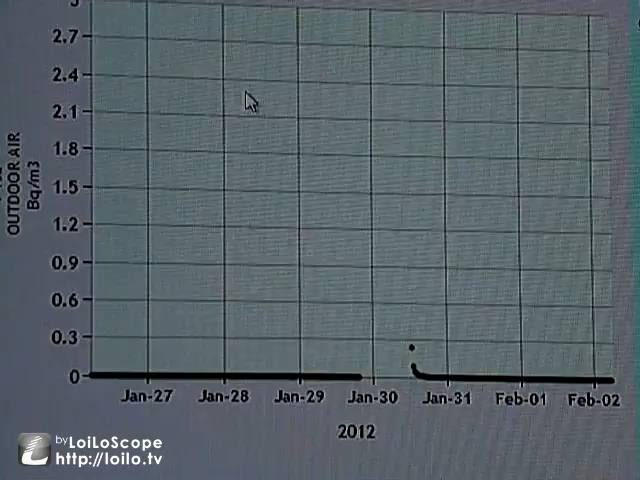 3
2.7
2.4
2.1
1.8
1.5
1.2
0.9
0.6
0.3
0
OUTDOOR AIR
Bq/m3
Jan-27 Jan-28 Jan-29 Jan-30 Jan-31 Feb-01 Feb-02
2012
by LoiLoScope
http://loilo.tv